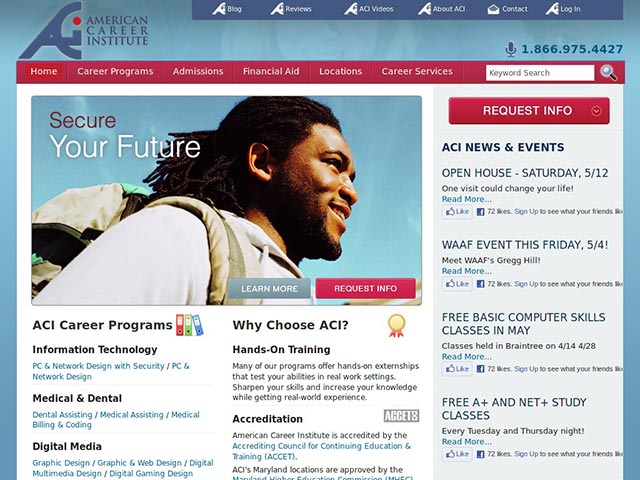 AMERICAN
CAREER
INSTITUTE
Blog
Reviews
ACI Videos
About ACI
Contact
Log In
1.866.975.4427
Home
Career Programs
Admissions
Financial Aid
Locations
Career Services
Keyword Search
Secure
Your Future
LEARN MORE
REQUEST INFO
ACI Career Programs
Information Technology
PC & Network Design with Security / PC &
Network Design
Medical & Dental
Dental Assisting / Medical Assisting / Medical
Billing & Coding
Digital Media
Graphic Design / Graphic & Web Design / Digital
Multimedia Design / Digital Gaming Design
Why Choose ACI?
Hands-On Training
Many of our programs offer hands-on externships
that test your abilities in real work settings.
Sharpen your skills and increase your knowledge
while getting real-world experience.
Accreditation
ACCET
American Career Institute is accredited by the
Accrediting Council for Continuing Education &
Training (ACCET).
ACI's Maryland locations are approved by the
Maryland Higher Education Commission (MHEC)
REQUEST INFO
ACI NEWS & EVENTS
OPEN HOUSE - SATURDAY, 5/12
One visit could change your life!
Read More...
Like 72 likes. Sign Up to see what your friends like
WAAF EVENT THIS FRIDAY, 5/4!
Meet WAAF's Gregg Hill!
Read More...
Like 72 likes. Sign Up to see what your friends like
FREE BASIC COMPUTER SKILLS
CLASSES IN MAY
Classes held in Braintree on 4/14 4/28
Read More...
Like 72 likes. Sign Up to see what your friends like
FREE A+ AND NET+ STUDY
CLASSES
Every Tuesday and Thursday night!
Read More...
Like 72 likes. Sign Up to see what your friends like